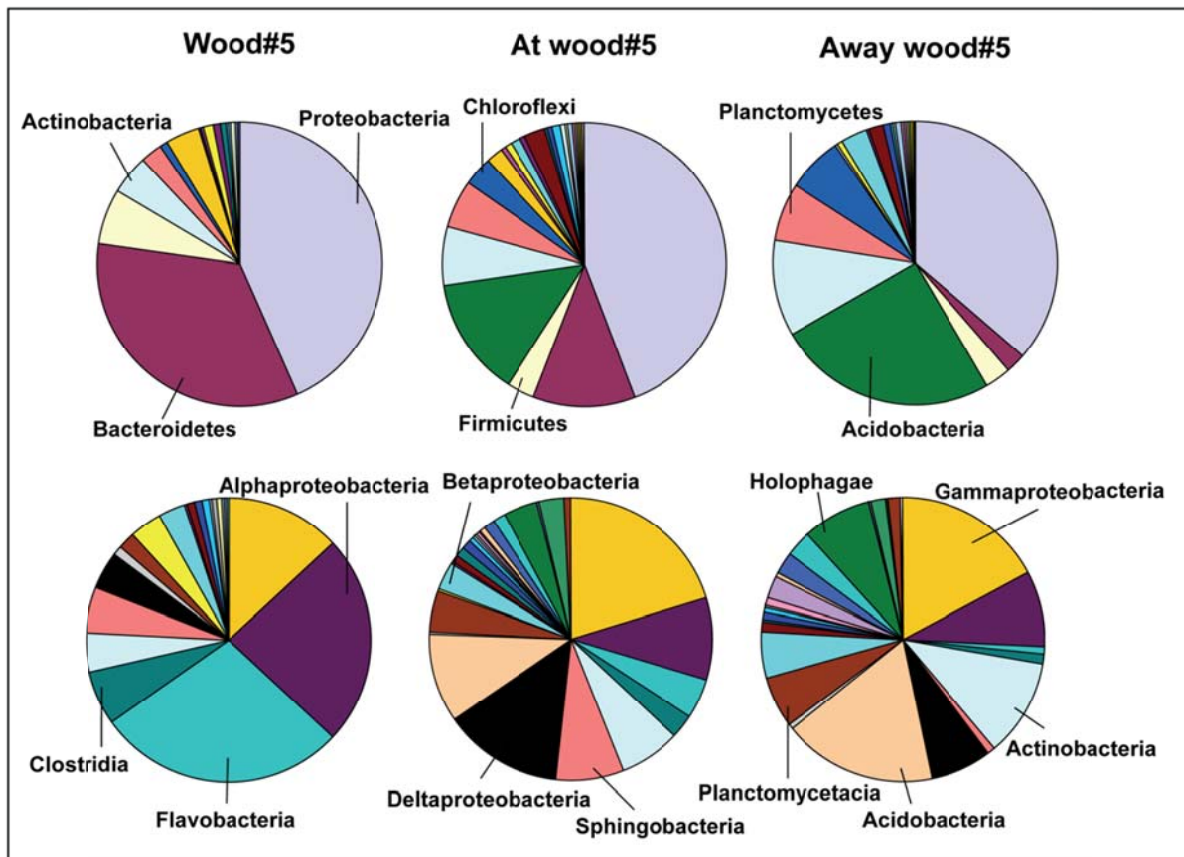 Wood#5
At wood#5
Away wood#5
Actinobacteria
Proteobacteria
Chloroflexi
Planctomycetes
Bacteroidetes
Firmicutes
Acidobacteria
Alphaproteobacteria
Betaproteobacteria
Holophagae
Gammaproteobacteria
Clostridia
Flavobacteria
Deltaproteobacteria
Sphingobacteria
Planctomycetacia
Acidobacteria
Actinobacteria